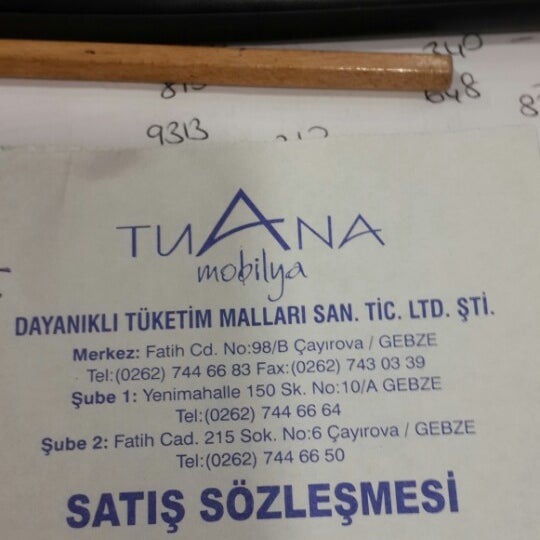 340
648
9313
TUANA
mobilya
DAYANIKLI TÜKETİM MALLARI SAN. TİC. LTD. ŞTİ.
Merkez: Fatih Cd. No:98/B Çayırova / GEBZE
Tel:(0262) 744 66 83 Fax:(0262) 743 03 39
Şube 1: Yenimahalle 150 Sk. No:10/A GEBZE
Tel:(0262) 744 66 64
Şube 2: Fatih Cad. 215 Sok. No:6 Çayırova / GEBZE
Tel:(0262) 744 66 50
SATIŞ SÖZLEŞMESİ